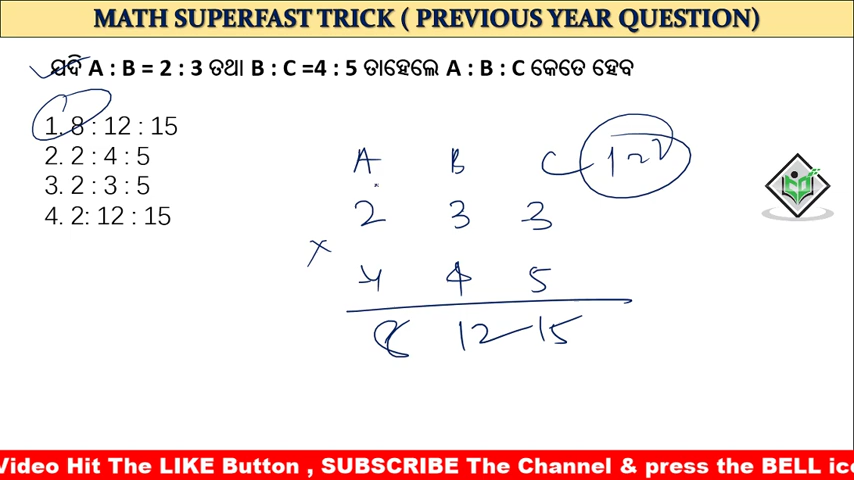 MATH SUPERFAST TRICK ( PREVIOUS YEAR QUESTION)
ଯଦି A : B = 2 : 3 ତଥା B : C =4 : 5 ତାହେଲେ A : B : C କେତେ ହେବ
1. 8 : 12 : 15
2. 2 : 4 : 5
3. 2 : 3 : 5
4. 2: 12 : 15
A B C
2 3 3
× 4 4 5
8 12 15
Video Hit The LIKE Button , SUBSCRIBE The Channel & press the BELL ico